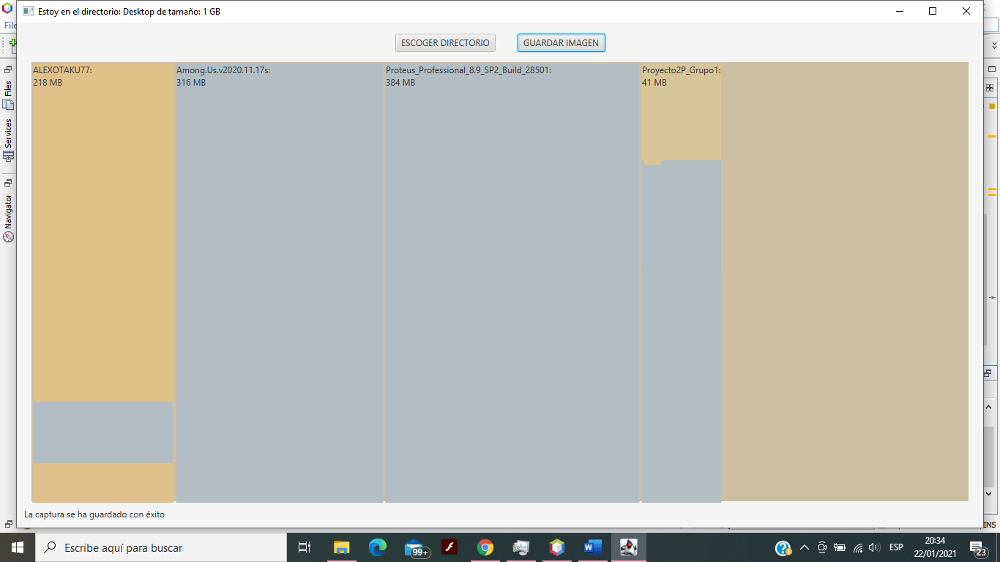 Estoy en el directorio: Desktop de tamaño: 1 GB
File
ESCOGER DIRECTORIO
GUARDAR IMAGEN
ALEXOTAKU77:
218 MB
Among.Us.v2020.11.17s:
316 MB
Proteus_Professional_8.9_SP2_Build_28501:
384 MB
Proyecto2P_Grupo1:
41 MB
Files
Services
Navigator
La captura se ha guardado con éxito
INS
Escribe aquí para buscar
99+
ESP
20:34
22/01/2021
23